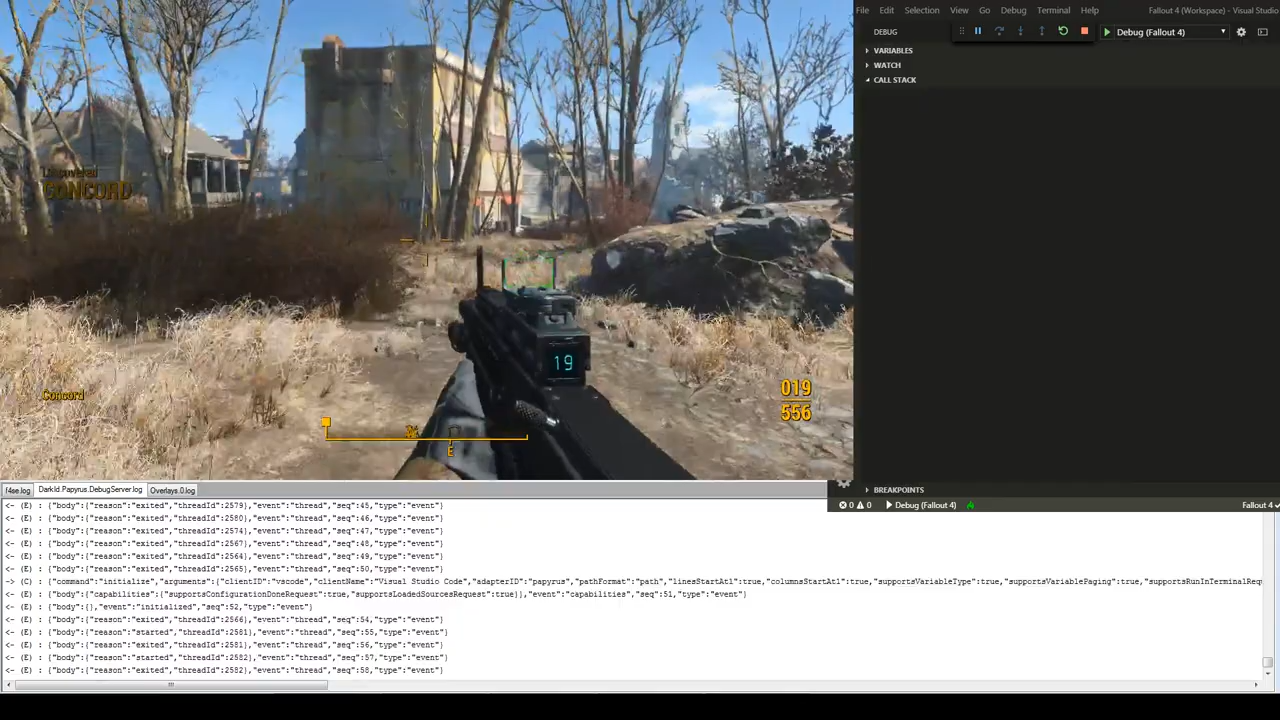 File Edit Selection View Go Debug Terminal Help Fallout 4 (Workspace) - Visual Studio
DEBUG Debug (Fallout 4)
VARIABLES
WATCH
CALL STACK
CONCORD
19
Concord
019
556
E
BREAKPOINTS
0 0 Debug (Fallout 4) Fallout 4
f4se.log DarkId.Papyrus.DebugServer.log Overlays.0.log
<- (E) : {"body":{"reason":"exited","threadId":2579},"event":"thread","seq":45,"type":"event"}
<- (E) : {"body":{"reason":"exited","threadId":2580},"event":"thread","seq":46,"type":"event"}
<- (E) : {"body":{"reason":"exited","threadId":2574},"event":"thread","seq":47,"type":"event"}
<- (E) : {"body":{"reason":"exited","threadId":2567},"event":"thread","seq":48,"type":"event"}
<- (E) : {"body":{"reason":"exited","threadId":2564},"event":"thread","seq":49,"type":"event"}
<- (E) : {"body":{"reason":"exited","threadId":2565},"event":"thread","seq":50,"type":"event"}
-> (C) : {"command":"initialize","arguments":{"clientID":"vscode","clientName":"Visual Studio Code","adapterID":"papyrus","pathFormat":"path","linesStartAt1":true,"columnsStartAt1":true,"supportsVariableType":true,"supportsVariablePaging":true,"supportsRunInTerminalReq
<- (E) : {"body":{"capabilities":{"supportsConfigurationDoneRequest":true,"supportsLoadedSourcesRequest":true}},"event":"capabilities","seq":51,"type":"event"}
<- (E) : {"body":{},"event":"initialized","seq":52,"type":"event"}
<- (E) : {"body":{"reason":"exited","threadId":2566},"event":"thread","seq":54,"type":"event"}
<- (E) : {"body":{"reason":"started","threadId":2581},"event":"thread","seq":55,"type":"event"}
<- (E) : {"body":{"reason":"exited","threadId":2581},"event":"thread","seq":56,"type":"event"}
<- (E) : {"body":{"reason":"started","threadId":2582},"event":"thread","seq":57,"type":"event"}
<- (E) : {"body":{"reason":"exited","threadId":2582},"event":"thread","seq":58,"type":"event"}